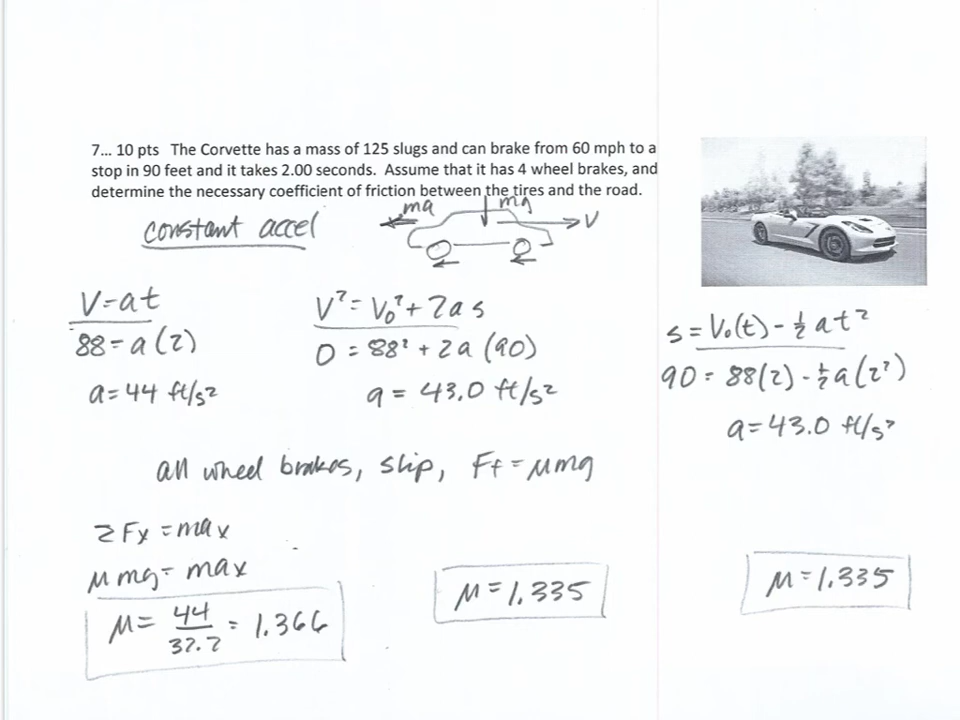 7... 10 pts The Corvette has a mass of 125 slugs and can brake from 60 mph to a
stop in 90 feet and it takes 2.00 seconds. Assume that it has 4 wheel brakes, and
determine the necessary coefficient of friction between the tires and the road.
constant accel
ma
mg
V
V=at
88=a(2)
a=44 ft/s²
V²=V₀²+2as
0=88²+2a(90)
a=43.0 ft/s²
s=V₀(t)-½at²
90=88(2)-½a(2²)
a=43.0 ft/s²
all wheel brakes, slip, Ff=μmg
ΣFx=max
μmg=max
μ=44/32.2=1.366
μ=1.335
μ=1.335